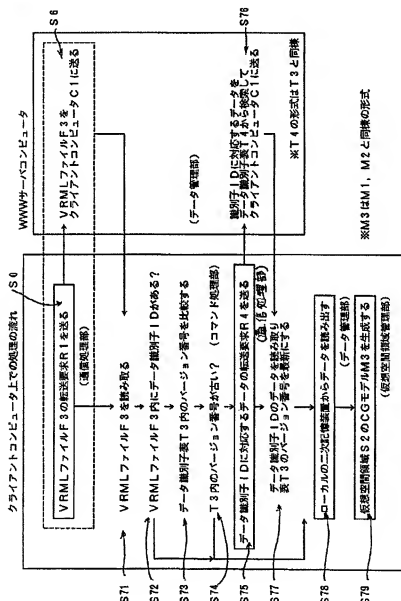 クライアントコンピュータ上での処理の流れ
S6
VRMLファイルF3の転送要求R1を送る
(通信処理部)
S71
VRMLファイルF3を読み取る
S72
VRMLファイルF3内にデータ識別子IDがある?
S73
データ識別子表T3内のバージョン番号を比較する
S74
T3内のバージョン番号が古い?
(コマンド処理部)
S75
データ識別子IDに対応するデータの転送要求R4を送る
(通信処理部)
S77
データ識別子IDのデータを読み取り
表T3のバージョン番号を最新にする
S78
ローカルの二次記憶装置からデータを読み出す
(データ管理部)
S79
仮想空間領域S2のCGモデルM3を生成する
(仮想空間領域管理部)
WWWサーバコンピュータ
S6
VRMLファイルF3を
クライアントコンピュータC1に送る
(データ管理部)
S76
識別子IDに対応するデータを
データ識別子表T4から検索して
クライアントコンピュータC1に送る
※T4の形式はT3と同様
※M3はM1,M2と同様の形式